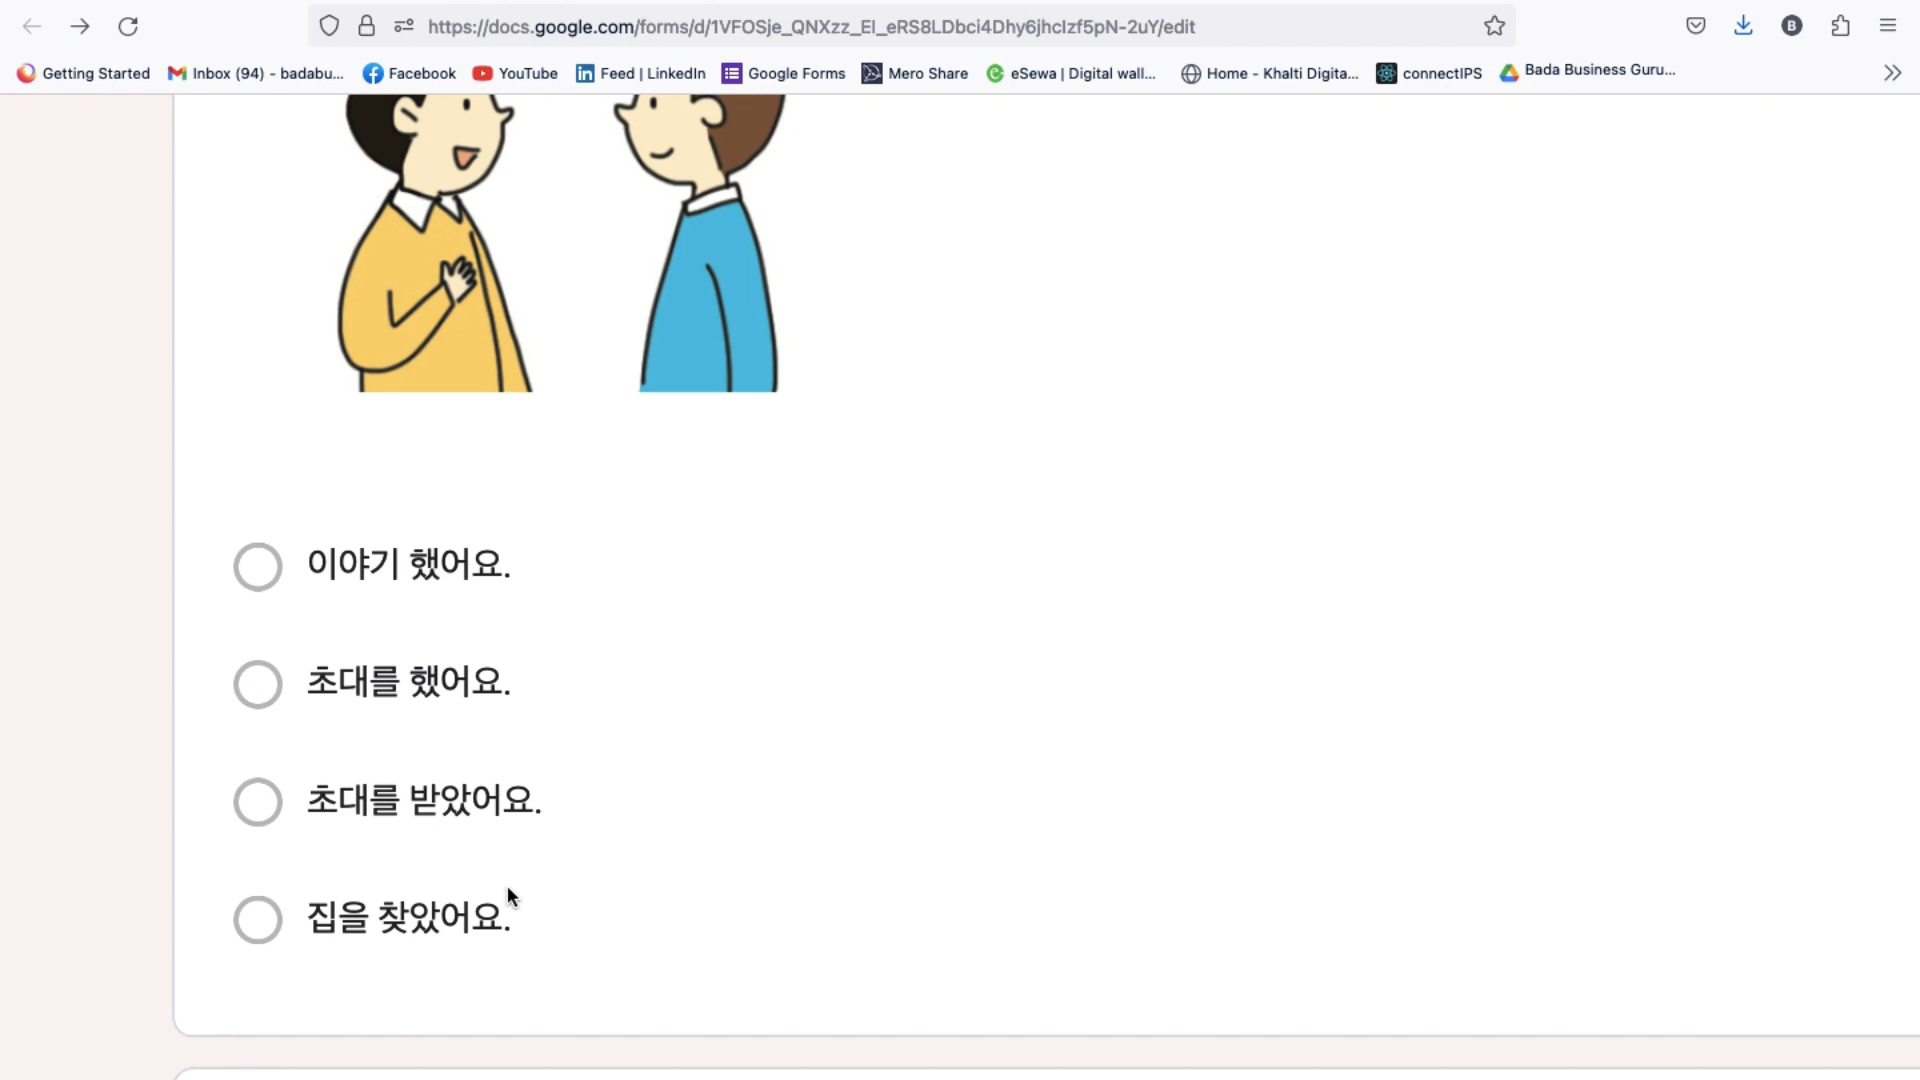 https://docs.google.com/forms/d/1VFOSje_QNXzz_EI_eRS8LDbci4Dhy6jhcIzf5pN-2uY/edit
B
Getting Started Inbox (94) - badabu... Facebook YouTube in Feed | LinkedIn Google Forms Mero Share eSewa | Digital wall... Home - Khalti Digita... connectIPS Bada Business Guru...
이야기 했어요.
초대를 했어요.
초대를 받았어요.
집을 찾았어요.